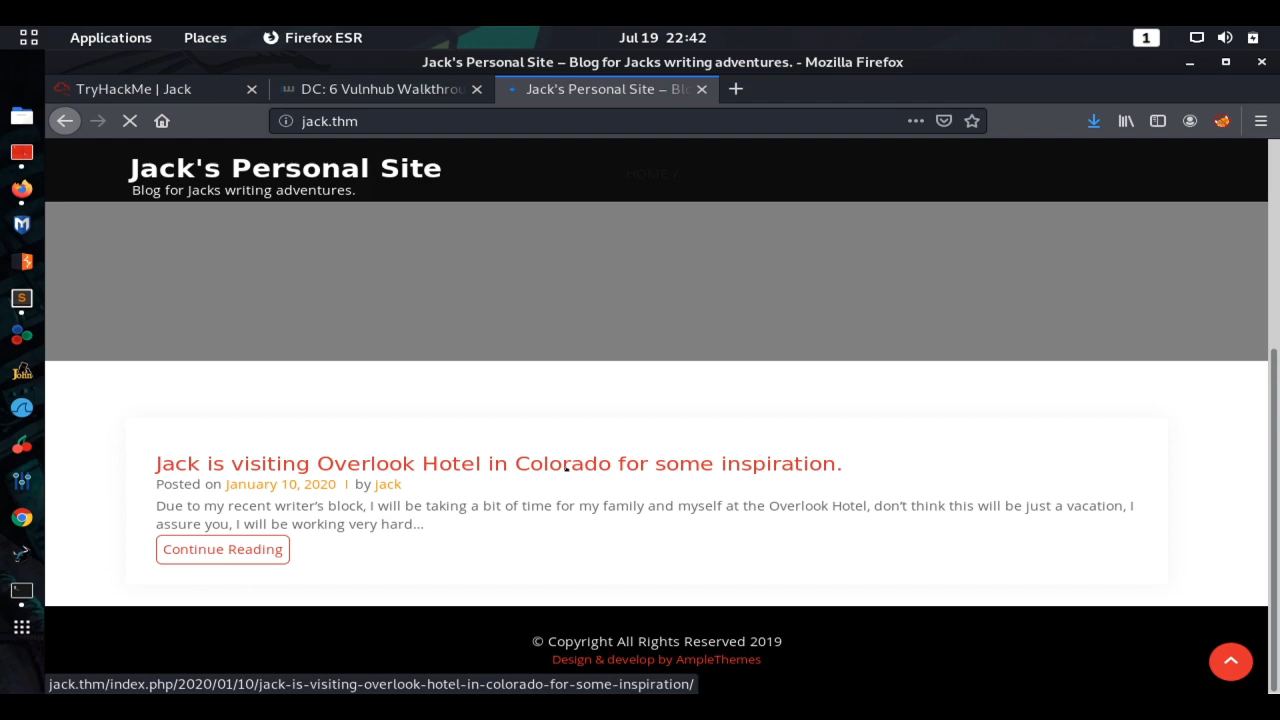 Applications Places Firefox ESR Jul 19 22:42 1
Jack's Personal Site – Blog for Jacks writing adventures. - Mozilla Firefox
TryHackMe | Jack DC: 6 Vulnhub Walkthrou Jack's Personal Site – Blo
jack.thm
Jack's Personal Site
HOME /
Blog for Jacks writing adventures.
Jack is visiting Overlook Hotel in Colorado for some inspiration.
Posted on January 10, 2020 | by jack
Due to my recent writer’s block, I will be taking a bit of time for my family and myself at the Overlook Hotel, don’t think this will be just a vacation, I
assure you, I will be working very hard…
Continue Reading
© Copyright All Rights Reserved 2019
Design & develop by AmpleThemes
jack.thm/index.php/2020/01/10/jack-is-visiting-overlook-hotel-in-colorado-for-some-inspiration/